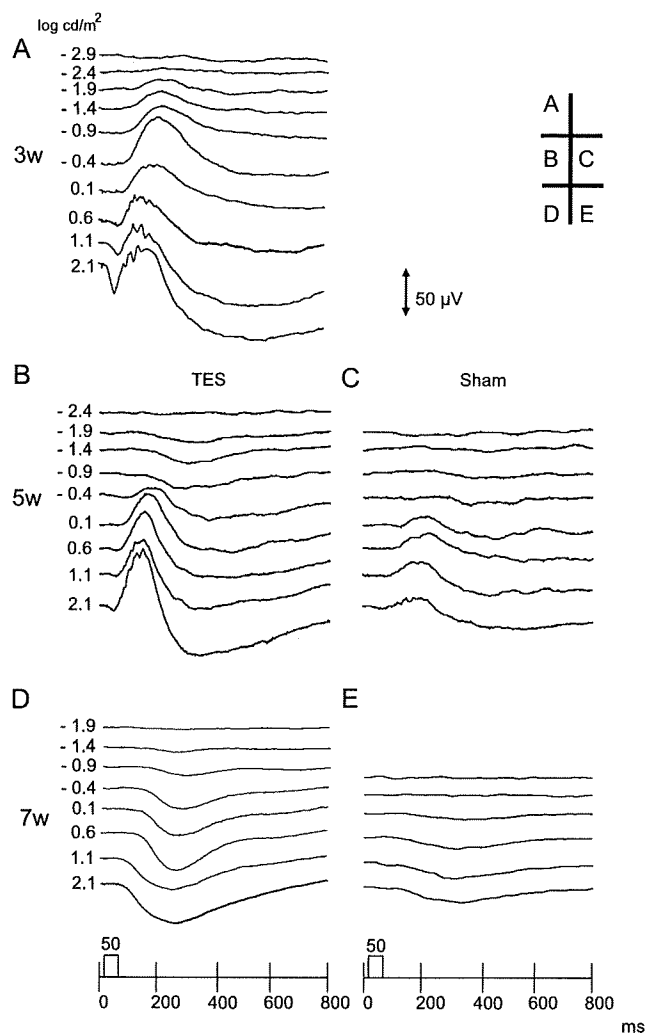 log cd/m²
A
- 2.9
- 2.4
- 1.9
- 1.4
- 0.9
3w
- 0.4
0.1
0.6
1.1
2.1
A
B C
D E
50 µV
B TES C Sham
- 2.4
- 1.9
- 1.4
- 0.9
5w
- 0.4
0.1
0.6
1.1
2.1
D E
- 1.9
- 1.4
- 0.9
- 0.4
0.1
7w
0.6
1.1
2.1
50 50
0 200 400 600 800 0 200 400 600 800
ms